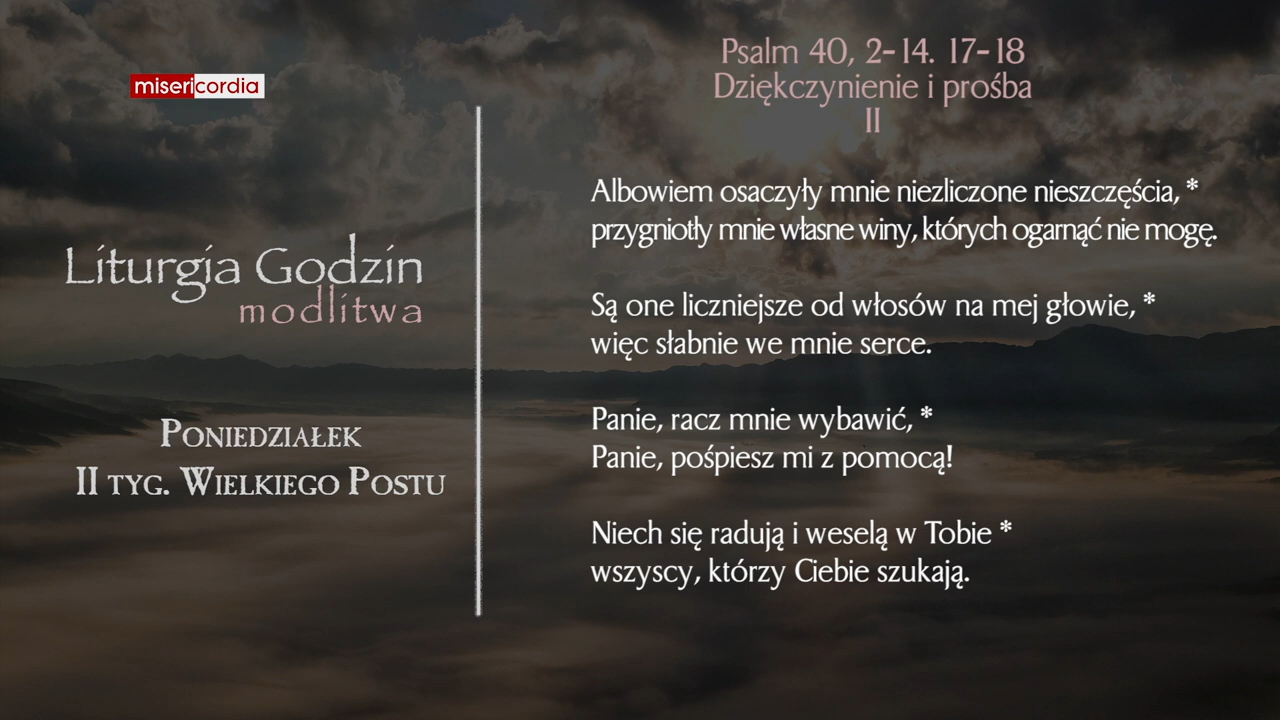 misericordia
Liturgia Godzin
modlitwa
Poniedziałek
II tyg. Wielkiego Postu
Psalm 40, 2-14. 17-18
Dziękczynienie i prośba
II
Albowiem osaczyły mnie niezliczone nieszczęścia, *
przygniotły mnie własne winy, których ogarnąć nie mogę.
Są one liczniejsze od włosów na mej głowie, *
więc słabnie we mnie serce.
Panie, racz mnie wybawić, *
Panie, pośpiesz mi z pomocą!
Niech się radują i weselą w Tobie *
wszyscy, którzy Ciebie szukają.